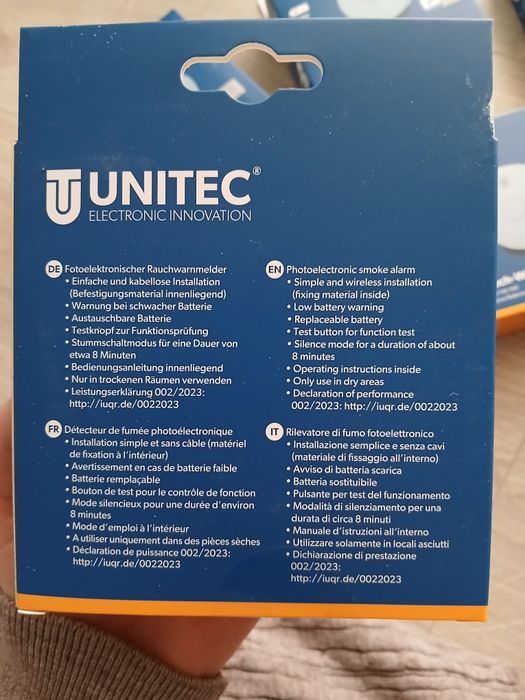 UNITEC®
ELECTRONIC INNOVATION
DE Fotoelektronischer Rauchwarnmelder
• Einfache und kabellose Installation
(Befestigungsmaterial innenliegend)
• Warnung bei schwacher Batterie
• Austauschbare Batterie
• Testknopf zur Funktionsprüfung
• Stummschaltmodus für eine Dauer von
etwa 8 Minuten
• Bedienungsanleitung innenliegend
• Nur in trockenen Räumen verwenden
• Leistungserklärung 002/2023:
http://iuqr.de/0022023
EN Photoelectronic smoke alarm
• Simple and wireless installation
(fixing material inside)
• Low battery warning
• Replaceable battery
• Test button for function test
• Silence mode for a duration of about
8 minutes
• Operating instructions inside
• Only use in dry areas
• Declaration of performance
002/2023: http://iuqr.de/0022023
FR Détecteur de fumée photoélectronique
• Installation simple et sans câble (matériel
de fixation à l'intérieur)
• Avertissement en cas de batterie faible
• Batterie remplaçable
• Bouton de test pour le contrôle de fonction
• Mode silencieux pour une durée d'environ
8 minutes
• Mode d'emploi à l'intérieur
• A utiliser uniquement dans des pièces sèches
• Déclaration de puissance 002/2023:
http://iuqr.de/0022023
IT Rilevatore di fumo fotoelettronico
• Installazione semplice e senza cavi
(materiale di fissaggio all'interno)
• Avviso di batteria scarica
• Batteria sostituibile
• Pulsante per test del funzionamento
• Modalità di silenziamento per una
durata di circa 8 minuti
• Manuale d'istruzioni all'interno
• Utilizzare solamente in locali asciutti
• Dichiarazione di prestazione
002/2023:
http://iuqr.de/0022023